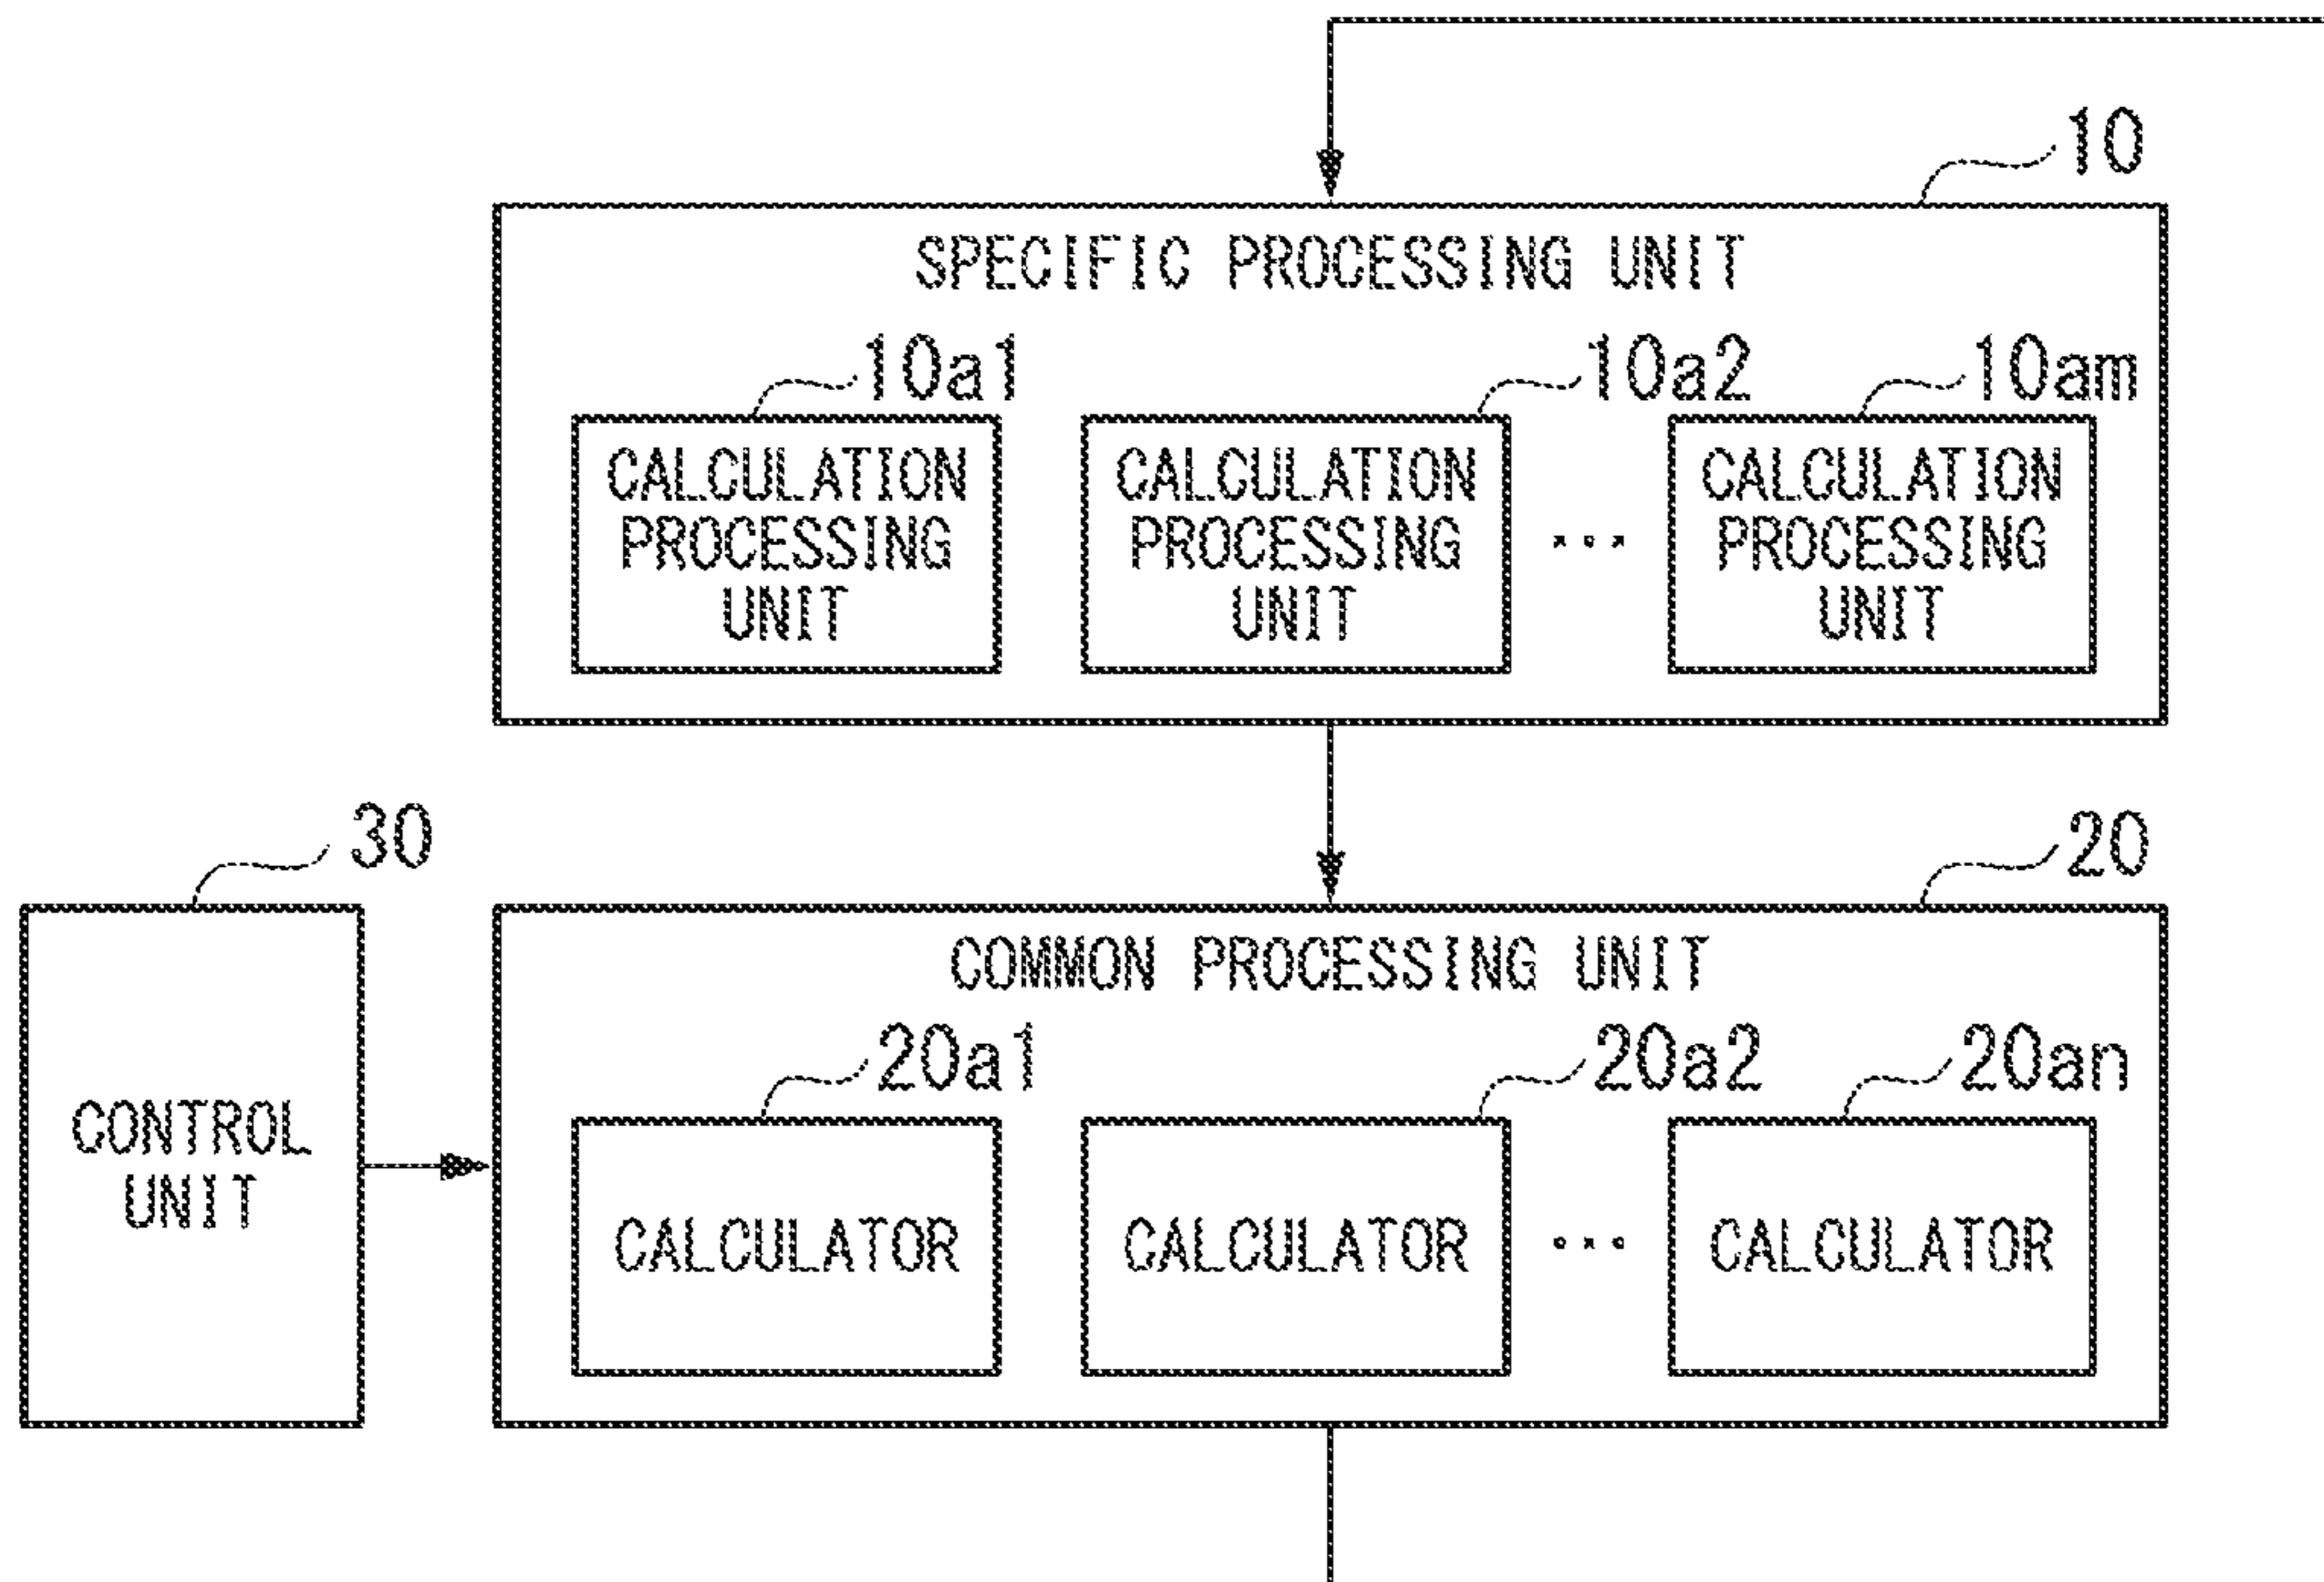 10
SPECIFIC PROCESSING UNIT
10a1
10a2
10am
CALCULATION
PROCESSING
UNIT
CALCULATION
PROCESSING
UNIT
...
CALCULATION
PROCESSING
UNIT
30
CONTROL
UNIT
20
COMMON PROCESSING UNIT
20a1
20a2
20an
CALCULATOR
CALCULATOR
...
CALCULATOR